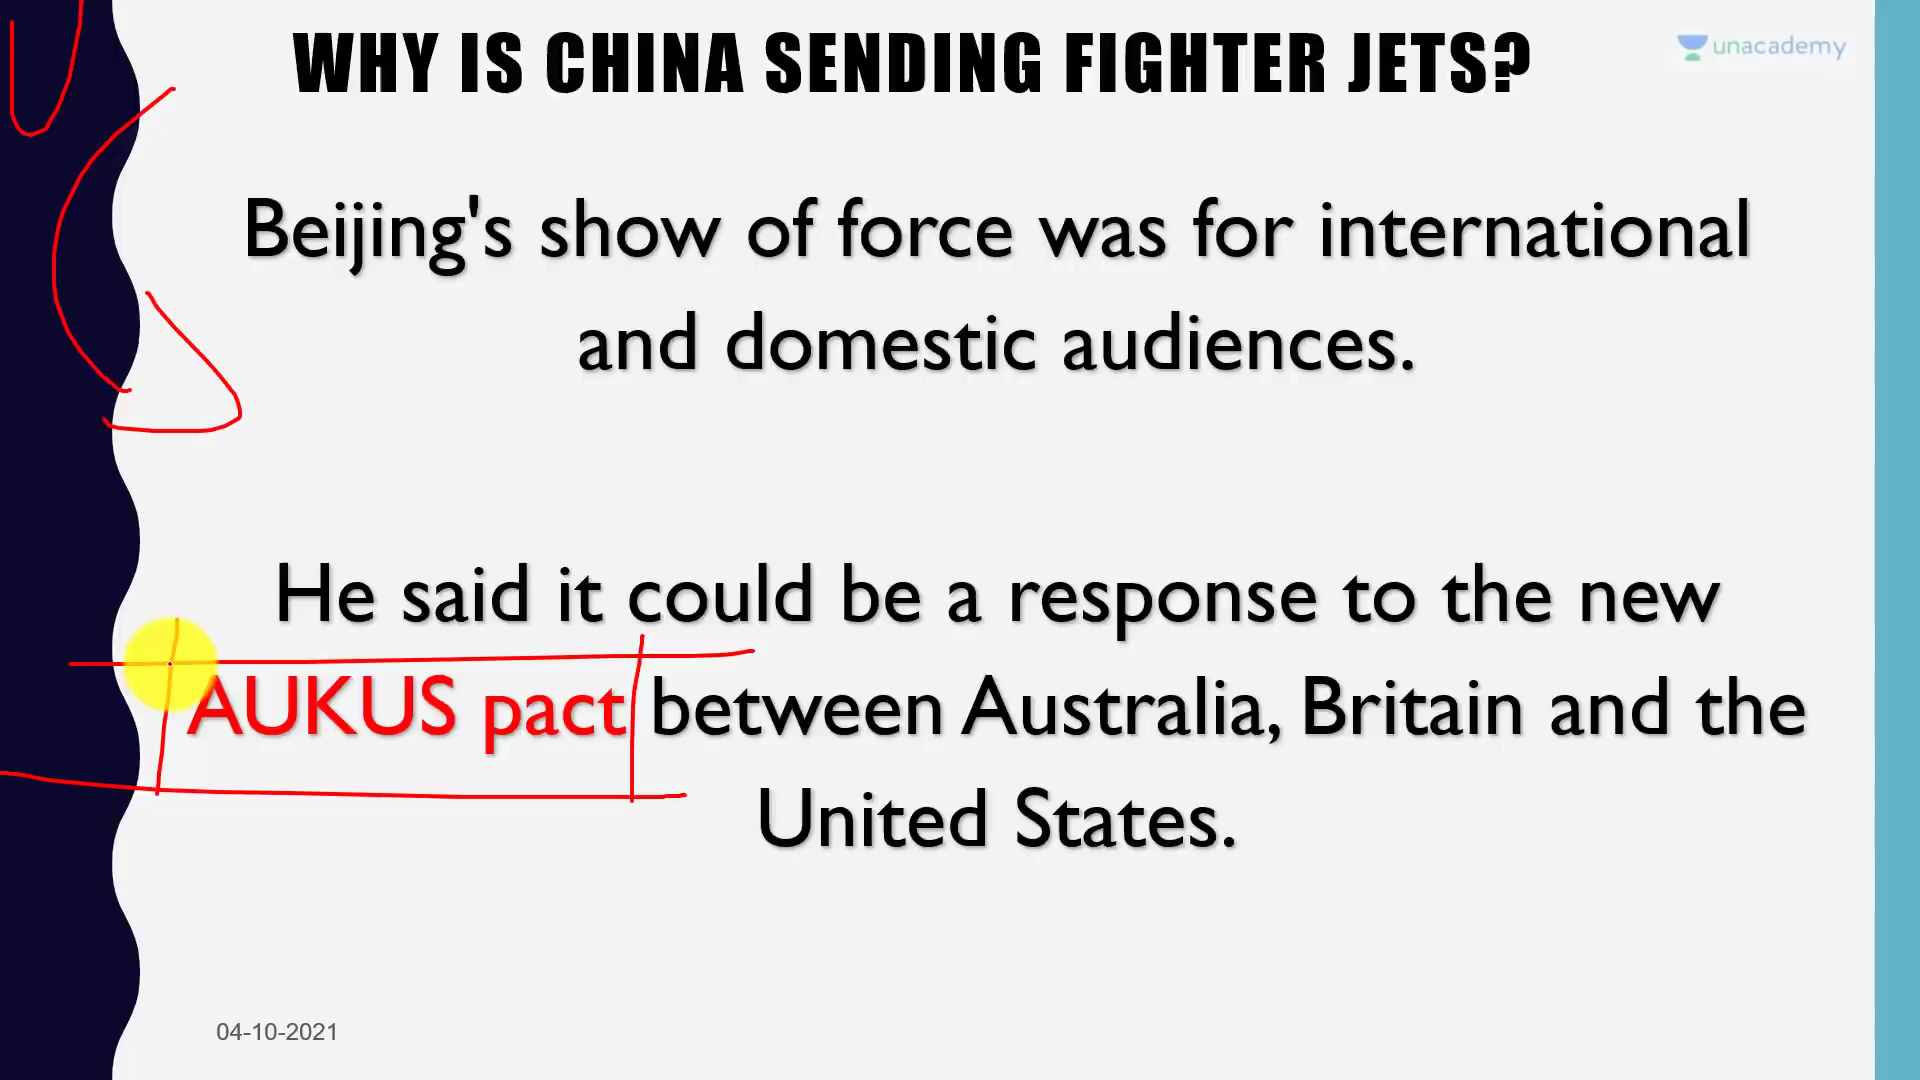 WHY IS CHINA SENDING FIGHTER JETS?
unacademy
Beijing's show of force was for international
and domestic audiences.
He said it could be a response to the new
AUKUS pact between Australia, Britain and the
United States.
04-10-2021